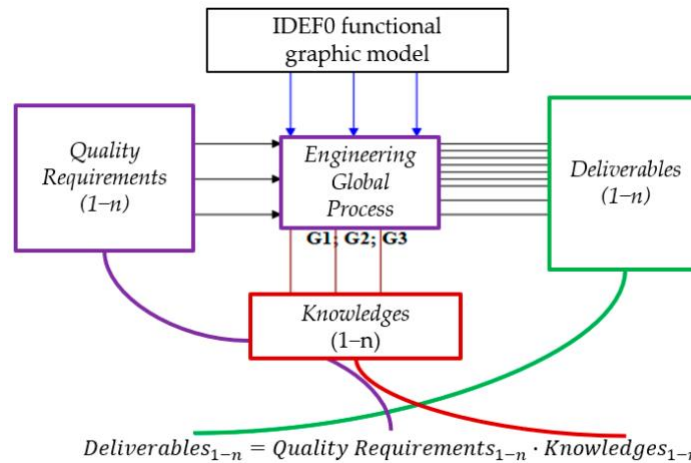 IDEF0 functional
graphic model
Quality
Requirements
(1–n)
Engineering
Global
Process
Deliverables
(1–n)
G1; G2; G3
Knowledges
(1–n)
Deliverables₁₋ₙ = Quality Requirements₁₋ₙ · Knowledges₁₋ₙ